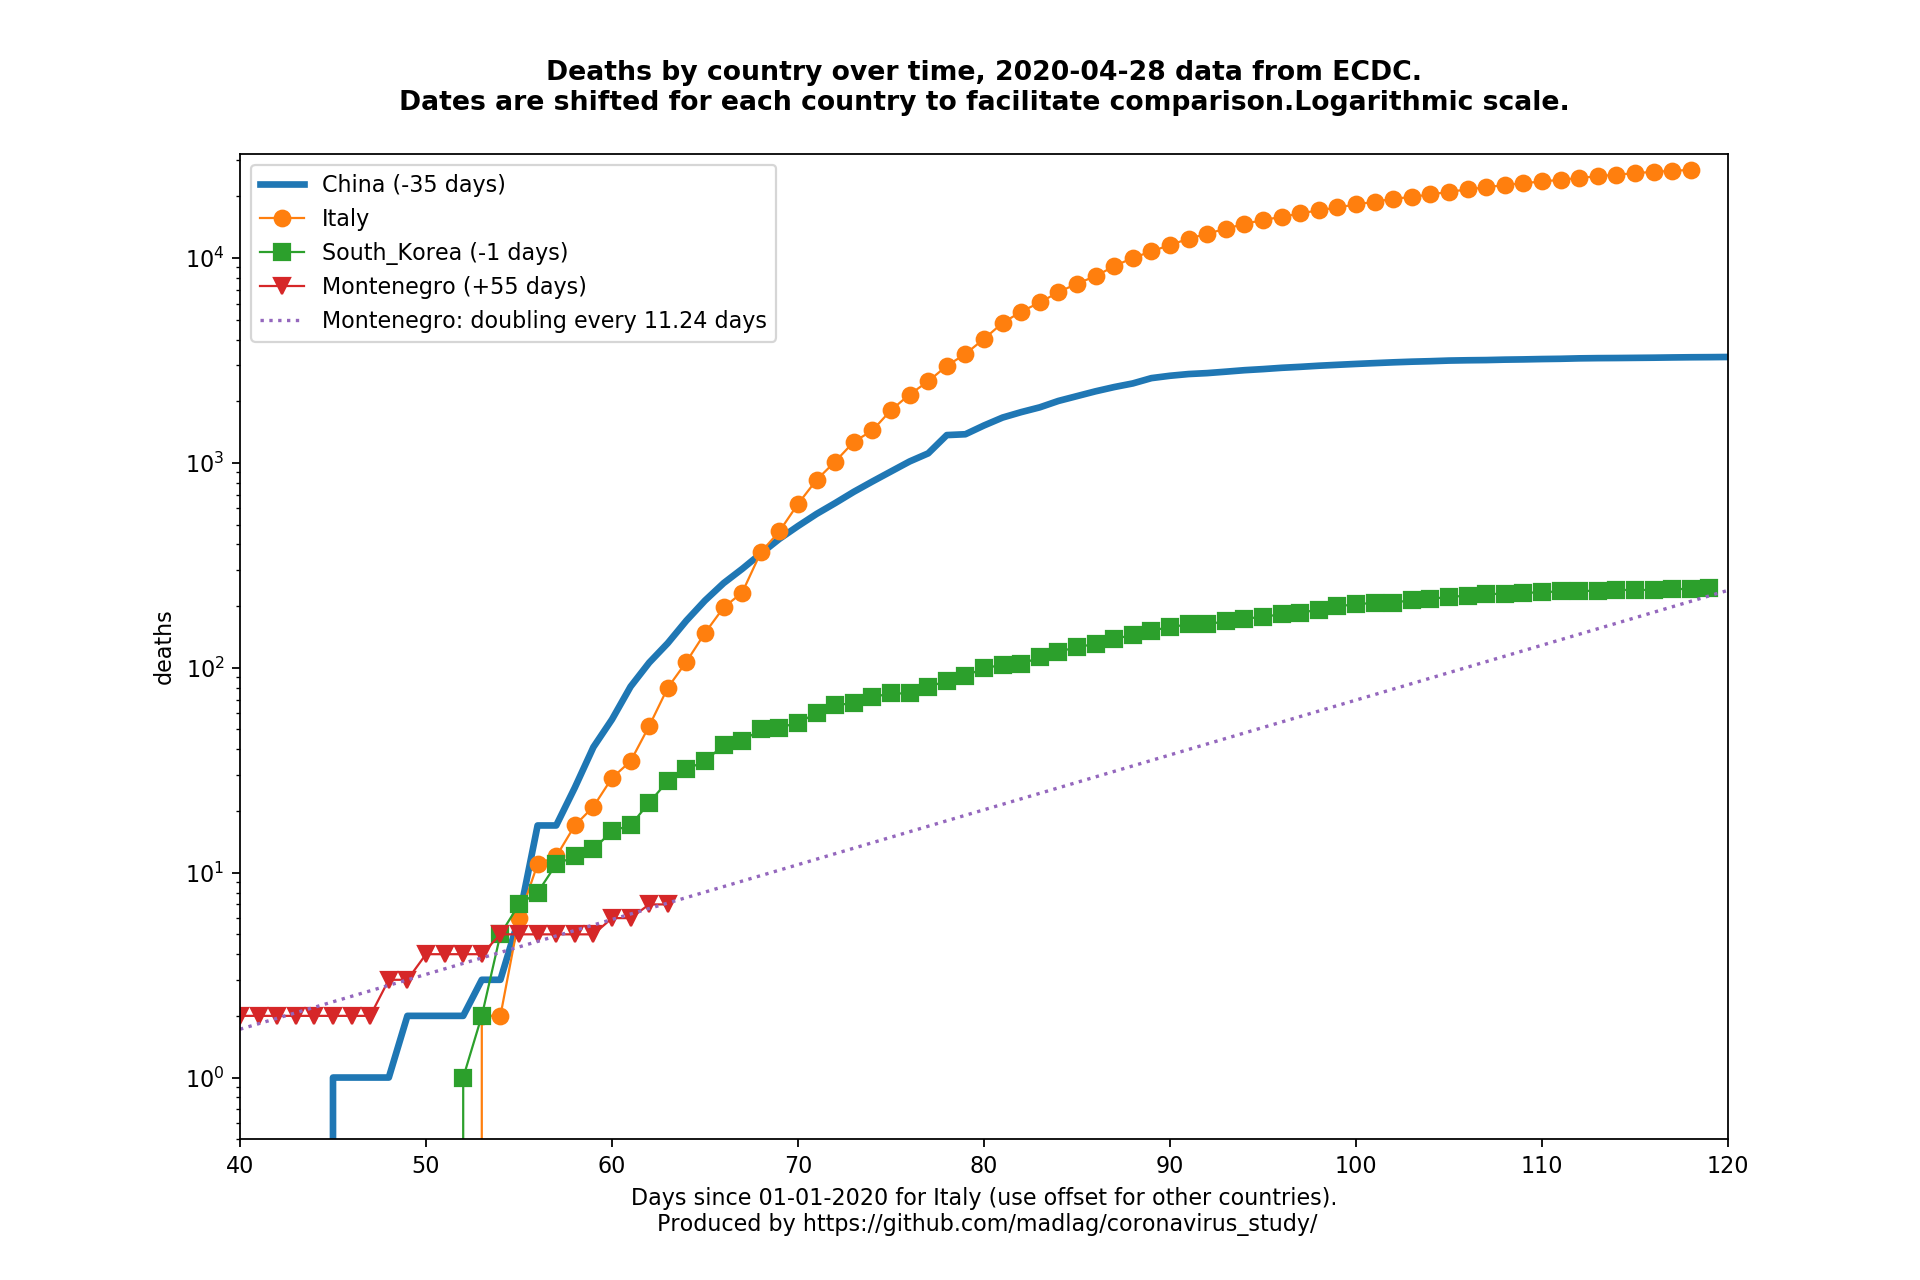 Deaths by country over time, 2020-04-28 data from ECDC.
Dates are shifted for each country to facilitate comparison.Logarithmic scale.
China (-35 days)
Italy
South_Korea (-1 days)
Montenegro (+55 days)
Montenegro: doubling every 11.24 days
deaths
10^4
10^3
10^2
10^1
10^0
40 50 60 70 80 90 100 110 120
Days since 01-01-2020 for Italy (use offset for other countries).
Produced by https://github.com/madlag/coronavirus_study/